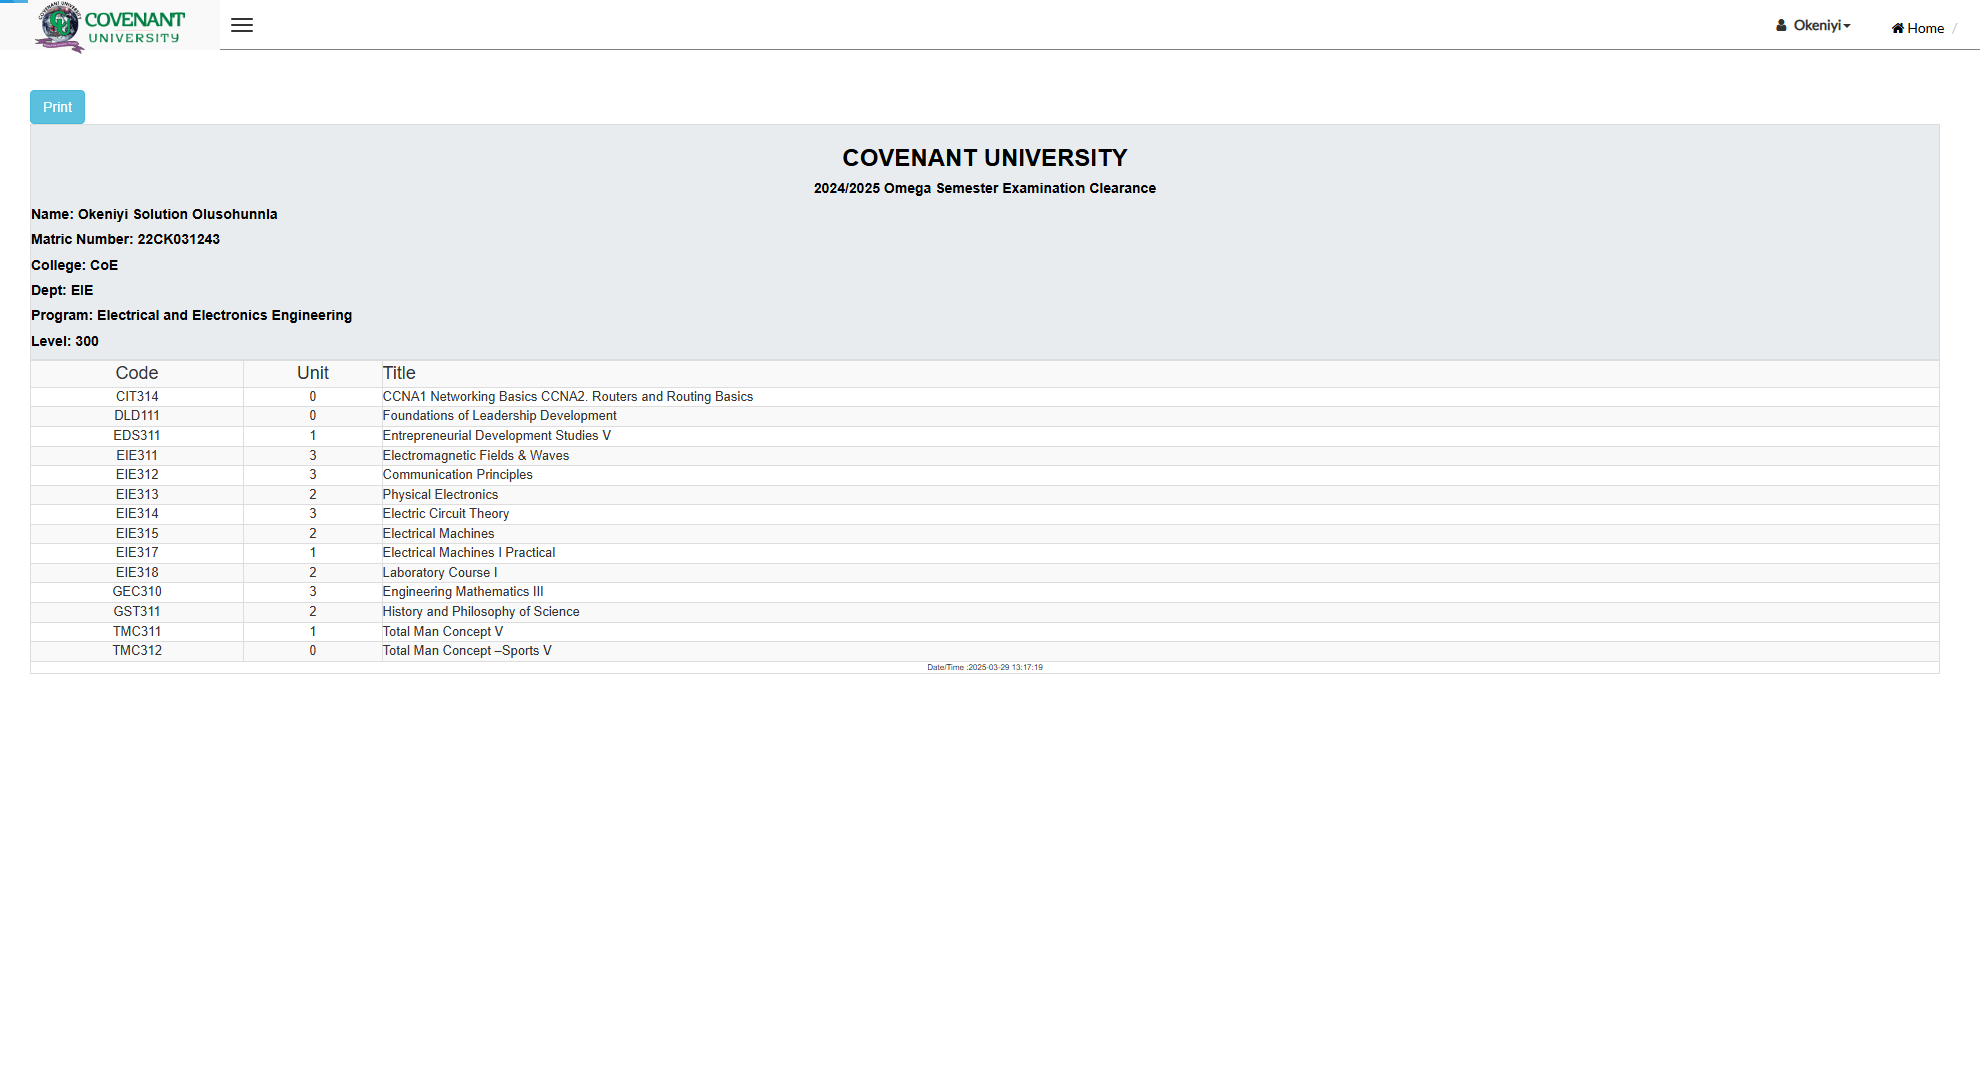 COVENANT UNIVERSITY
COVENANT
UNIVERSITY
Okeniyi
Home /
Print
COVENANT UNIVERSITY
2024/2025 Omega Semester Examination Clearance
Name: Okeniyi Solution Olusohunnla
Matric Number: 22CK031243
College: CoE
Dept: EIE
Program: Electrical and Electronics Engineering
Level: 300
Code Unit Title
CIT314 0 CCNA1 Networking Basics CCNA2. Routers and Routing Basics
DLD111 0 Foundations of Leadership Development
EDS311 1 Entrepreneurial Development Studies V
EIE311 3 Electromagnetic Fields & Waves
EIE312 3 Communication Principles
EIE313 2 Physical Electronics
EIE314 3 Electric Circuit Theory
EIE315 2 Electrical Machines
EIE317 1 Electrical Machines I Practical
EIE318 2 Laboratory Course I
GEC310 3 Engineering Mathematics III
GST311 2 History and Philosophy of Science
TMC311 1 Total Man Concept V
TMC312 0 Total Man Concept –Sports V
Date/Time :2025-03-29 13:17:19